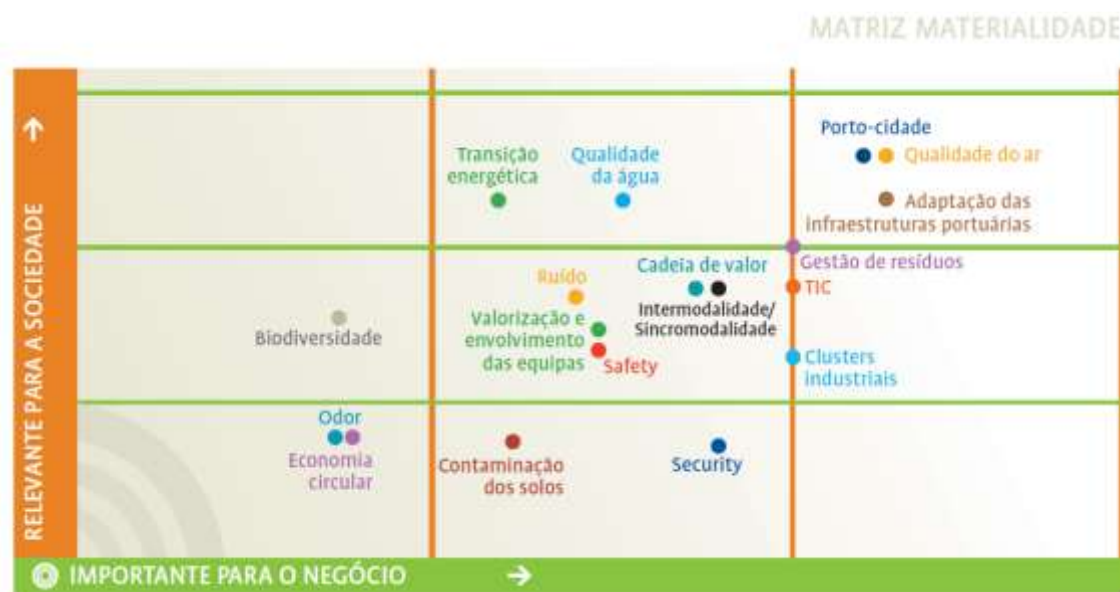 MATRIZ MATERIALIDADE
RELEVANTE PARA A SOCIEDADE
Porto-cidade
Qualidade do ar
Transição
energética
Qualidade
da água
Adaptação das
infraestruturas portuárias
Gestão de resíduos
Cadeia de valor
Ruído
TIC
Intermodalidade/
Sincromodalidade
Valorização e
envolvimento
das equipas
Biodiversidade
Safety
Clusters
industriais
Odor
Economia
circular
Contaminação
dos solos
Security
IMPORTANTE PARA O NEGÓCIO